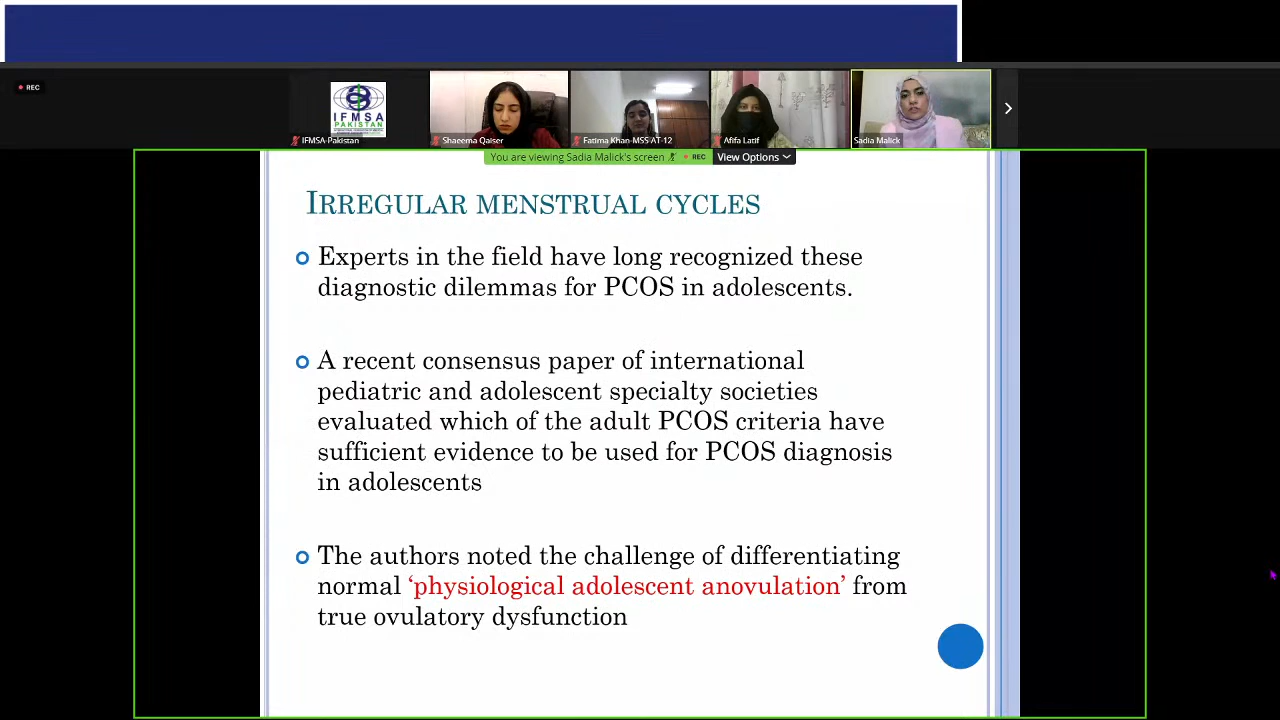 REC
IFMSA
PAKISTAN
IFMSA-Pakistan
Shaeema Qaiser
Fatima Khan-MSS-AT-12
Afifa Latif
Sadia Malick
You are viewing Sadia Malick's screen
REC
View Options
IRREGULAR MENSTRUAL CYCLES
Experts in the field have long recognized these
diagnostic dilemmas for PCOS in adolescents.
A recent consensus paper of international
pediatric and adolescent specialty societies
evaluated which of the adult PCOS criteria have
sufficient evidence to be used for PCOS diagnosis
in adolescents
The authors noted the challenge of differentiating
normal ‘physiological adolescent anovulation’ from
true ovulatory dysfunction